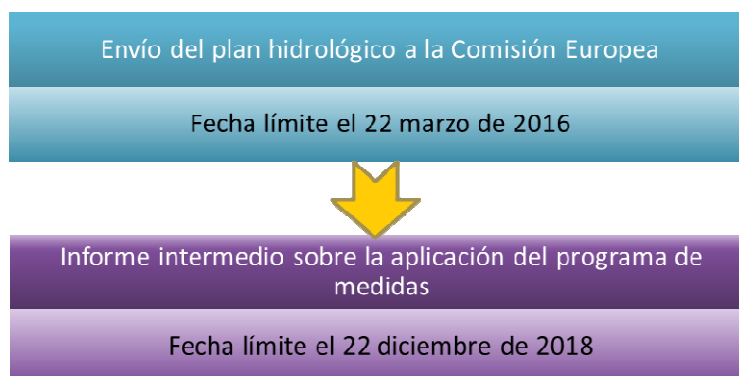 Envío del plan hidrológico a la Comisión Europea
Fecha límite el 22 marzo de 2016
Informe intermedio sobre la aplicación del programa de
medidas
Fecha límite el 22 diciembre de 2018